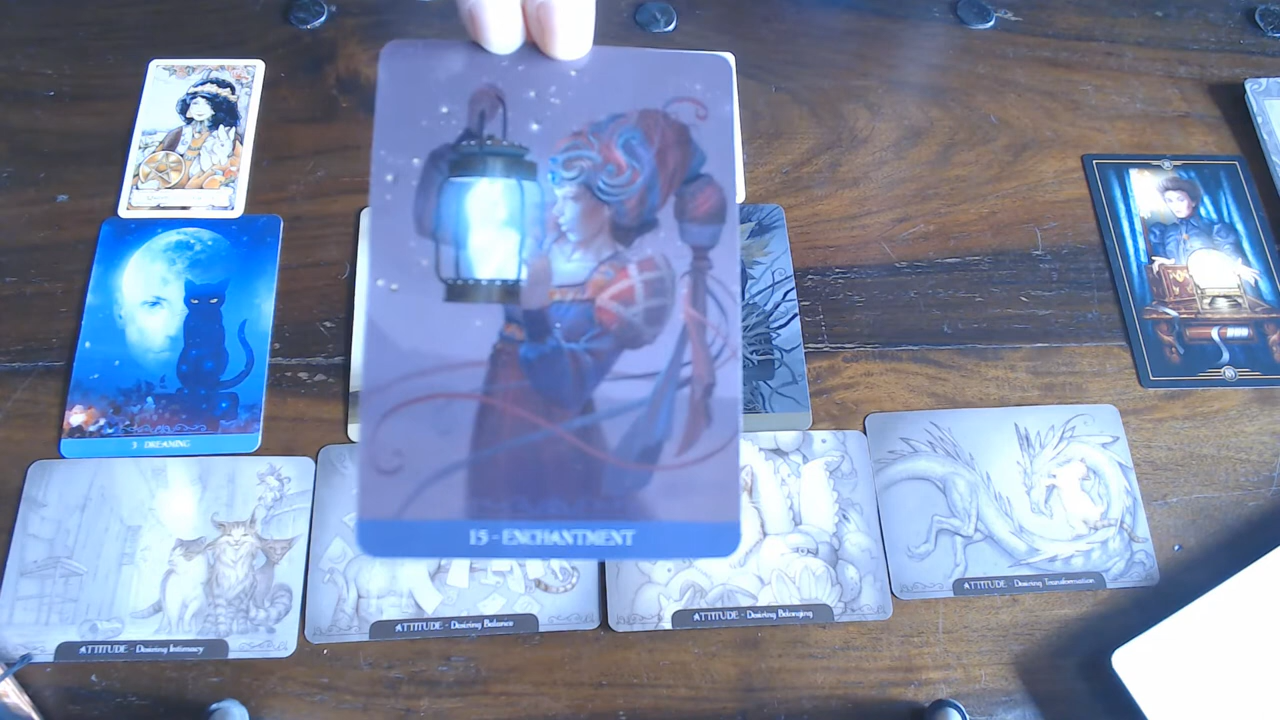 15 - ENCHANTMENT
3 DREAMING
ATTITUDE - Desiring Intimacy
ATTITUDE - Desiring Balance
ATTITUDE - Desiring Belonging
ATTITUDE - Desiring Transformation